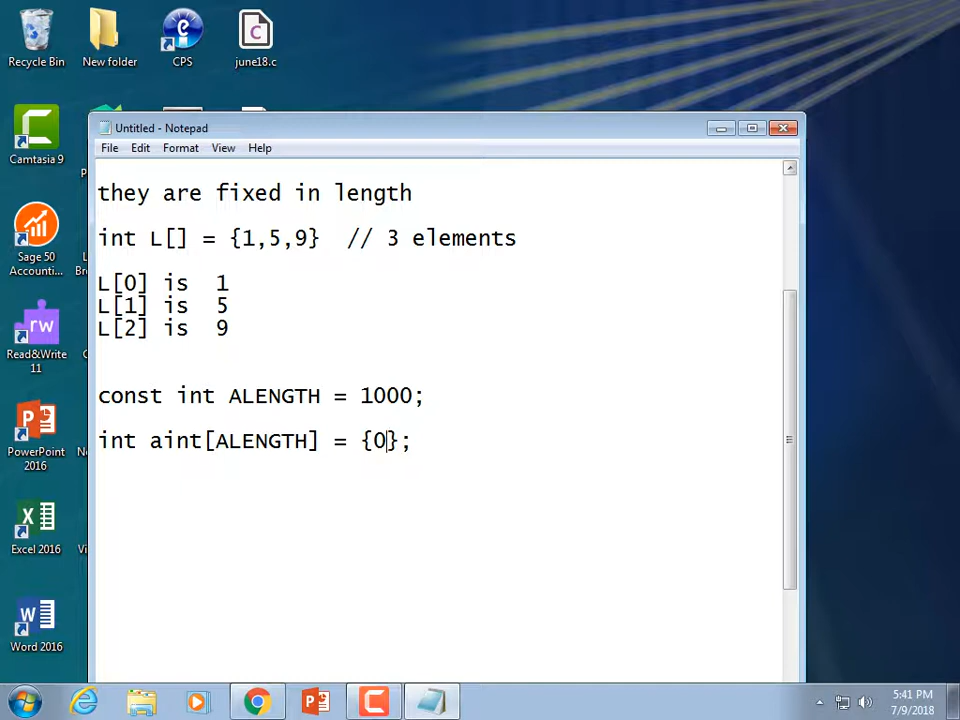 Recycle Bin
New folder
CPS
june18.c
Camtasia 9
Sage 50
Accounti...
Read&Write
11
PowerPoint
2016
Excel 2016
Word 2016
Untitled - Notepad
File Edit Format View Help
they are fixed in length
int L[] = {1,5,9} // 3 elements
L[0] is 1
L[1] is 5
L[2] is 9
const int ALENGTH = 1000;
int aint[ALENGTH] = {0};
5:41 PM
7/9/2018